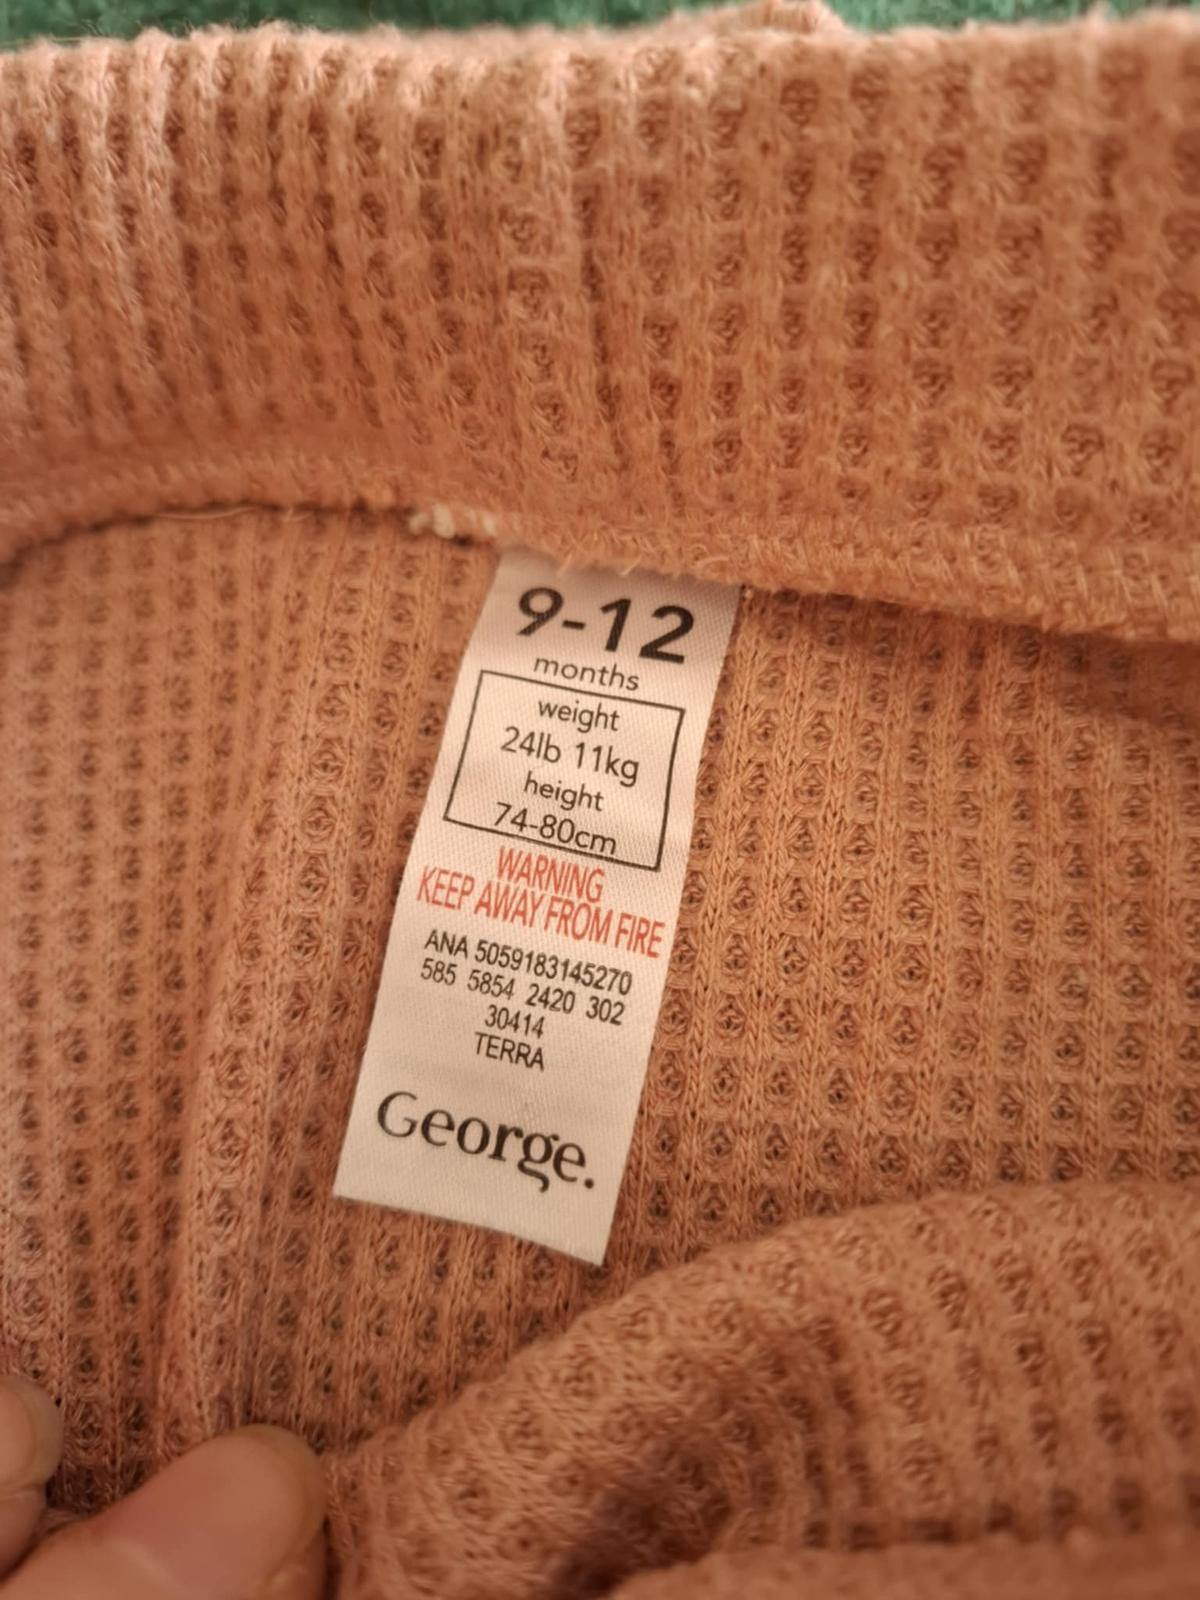 9-12
months
weight
24lb 11kg
height
74-80cm
WARNING
KEEP AWAY FROM FIRE
ANA 5059183145270
585 5854 2420 302
30414
TERRA
George.